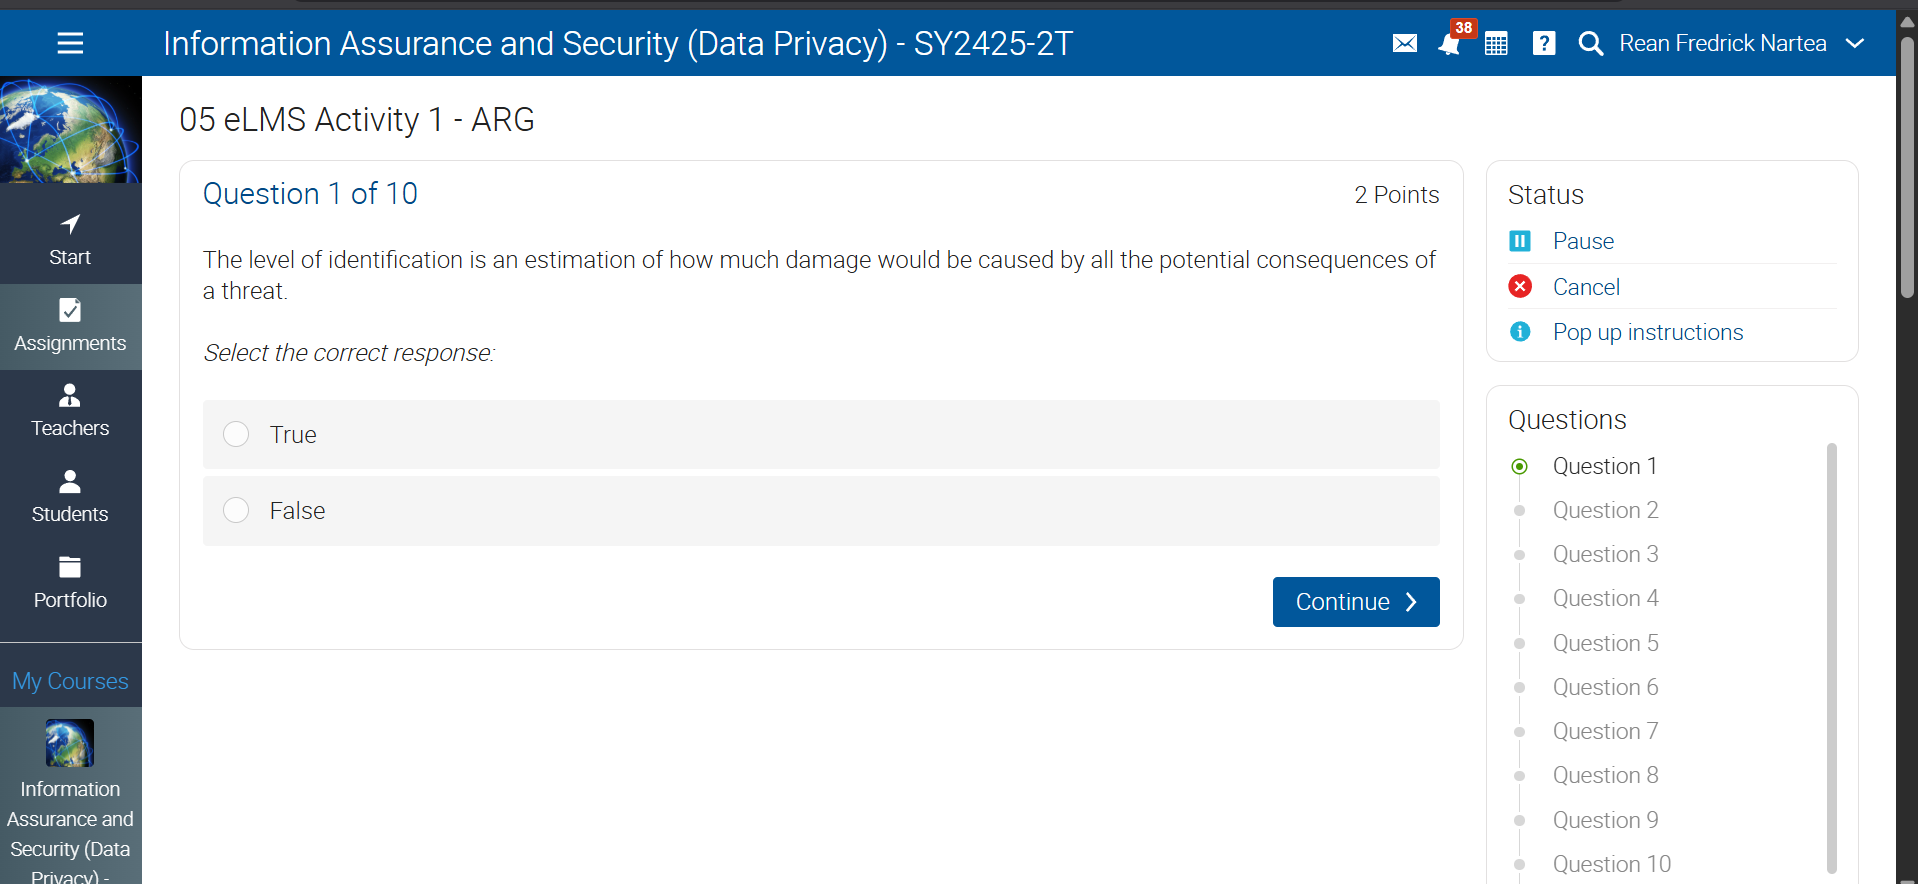 Information Assurance and Security (Data Privacy) - SY2425-2T
38
?
Rean Fredrick Nartea
Start
Assignments
Teachers
Students
Portfolio
My Courses
Information
Assurance and
Security (Data
Privacy) -
05 eLMS Activity 1 - ARG
Question 1 of 10
2 Points
The level of identification is an estimation of how much damage would be caused by all the potential consequences of
a threat.
Select the correct response:
True
False
Continue
Status
Pause
Cancel
Pop up instructions
Questions
Question 1
Question 2
Question 3
Question 4
Question 5
Question 6
Question 7
Question 8
Question 9
Question 10